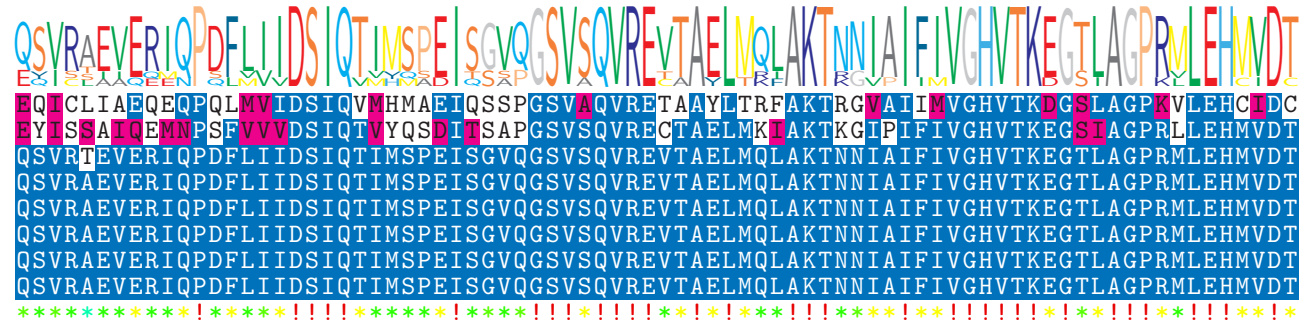 QSVRAEVERIQPDFLIIDSIQTIMSPEISGVQGSVSQVREVTAELMQLAKTNNIAIFIVGHVTKEGTLAGPRMLEHMVDT
EQICLIAEQEQPQLMVIDSIQVMHMAEIQSSPGSVAQVRETAAYLTRFAKTRGVAIIMVGHVTKDGSLAGPKVLEHCIDC
EYISSAIQEMNPSFVVVDSIQTVYQSDITSAPGSVSQVRECTAELMKIAKTKGIPIFIVGHVTKEGSIAGPRLLEHMVDT
QSVRTEVERIQPDFLIIDSIQTIMSPEISGVQGSVSQVREVTAELMQLAKTNNIAIFIVGHVTKEGTLAGPRMLEHMVDT
QSVRAEVERIQPDFLIIDSIQTIMSPEISGVQGSVSQVREVTAELMQLAKTNNIAIFIVGHVTKEGTLAGPRMLEHMVDT
QSVRAEVERIQPDFLIIDSIQTIMSPEISGVQGSVSQVREVTAELMQLAKTNNIAIFIVGHVTKEGTLAGPRMLEHMVDT
QSVRAEVERIQPDFLIIDSIQTIMSPEISGVQGSVSQVREVTAELMQLAKTNNIAIFIVGHVTKEGTLAGPRMLEHMVDT
QSVRAEVERIQPDFLIIDSIQTIMSPEISGVQGSVSQVREVTAELMQLAKTNNIAIFIVGHVTKEGTLAGPRMLEHMVDT
QSVRAEVERIQPDFLIIDSIQTIMSPEISGVQGSVSQVREVTAELMQLAKTNNIAIFIVGHVTKEGTLAGPRMLEHMVDT
***********!*****!!!!******!****!!!*!!!!**!*!***!!!****!**!!!!!!*!**!!!**!!!**!*